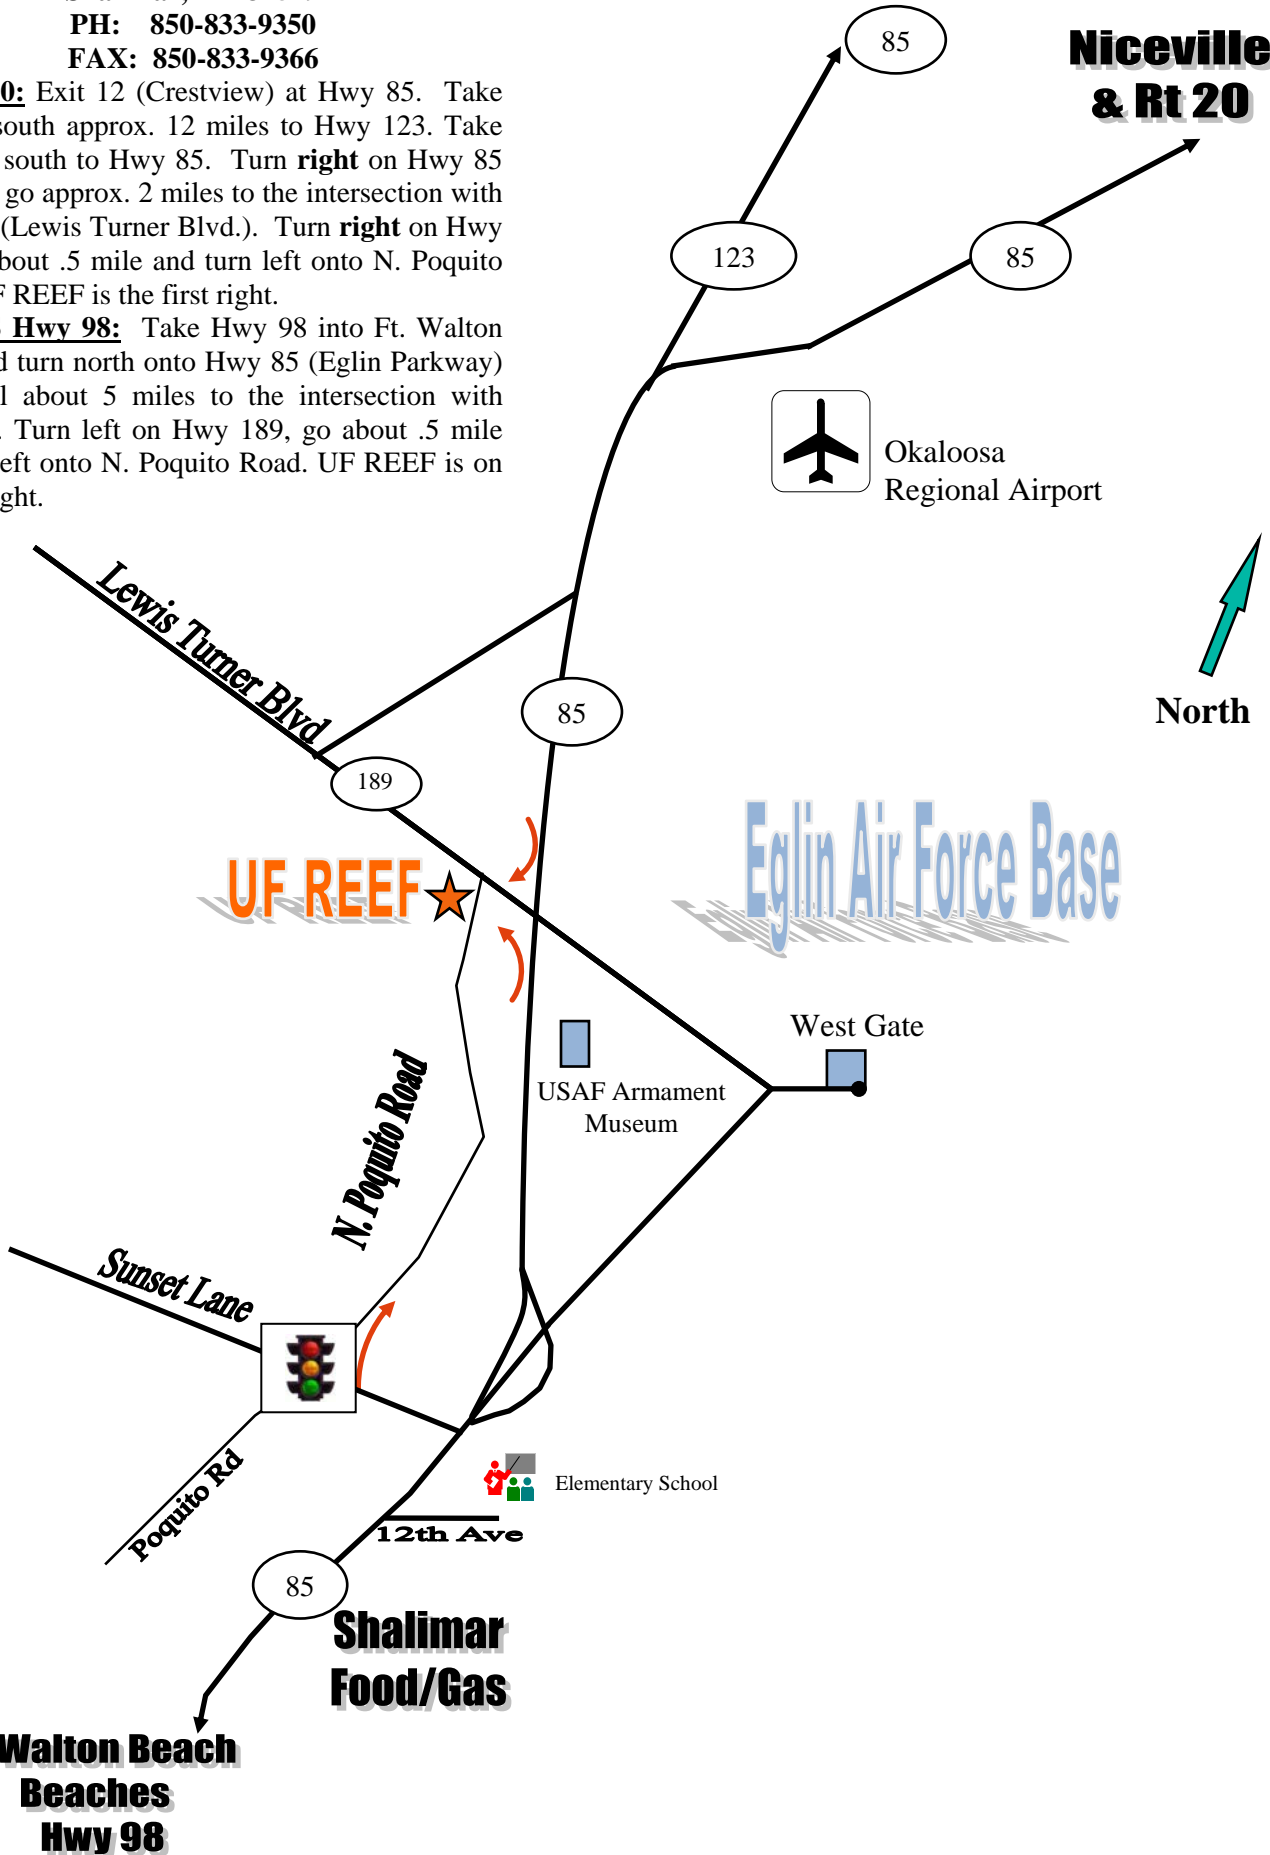 PH: 850-833-9350
FAX: 850-833-9366
0: Exit 12 (Crestview) at Hwy 85. Take
south approx. 12 miles to Hwy 123. Take
south to Hwy 85. Turn right on Hwy 85
go approx. 2 miles to the intersection with
(Lewis Turner Blvd.). Turn right on Hwy
bout .5 mile and turn left onto N. Poquito
F REEF is the first right.
Hwy 98: Take Hwy 98 into Ft. Walton
d turn north onto Hwy 85 (Eglin Parkway)
l about 5 miles to the intersection with
. Turn left on Hwy 189, go about .5 mile
eft onto N. Poquito Road. UF REEF is on
ght.
85
Niceville
& Rt 20
123
85
Okaloosa
Regional Airport
North
Lewis Turner Blvd
85
189
UF REEF
Eglin Air Force Base
West Gate
USAF Armament
Museum
N. Poquito Road
Sunset Lane
Poquito Rd
Elementary School
12th Ave
85
Shalimar
Food/Gas
Walton Beach
Beaches
Hwy 98